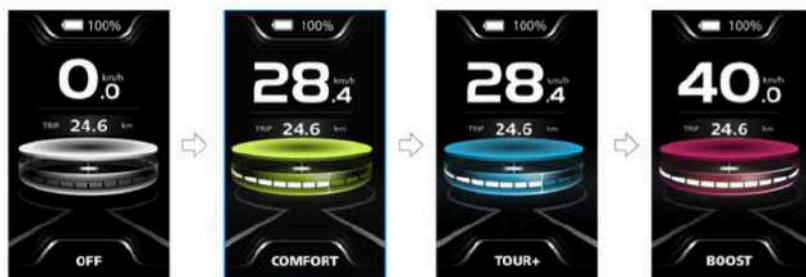 100%
0.0 km/h
TRIP 24.6 km
OFF
100%
28.4 km/h
TRIP 24.6 km
COMFORT
100%
28.4 km/h
TRIP 24.6 km
TOUR+
100%
40.0 km/h
TRIP 24.6 km
BOOST